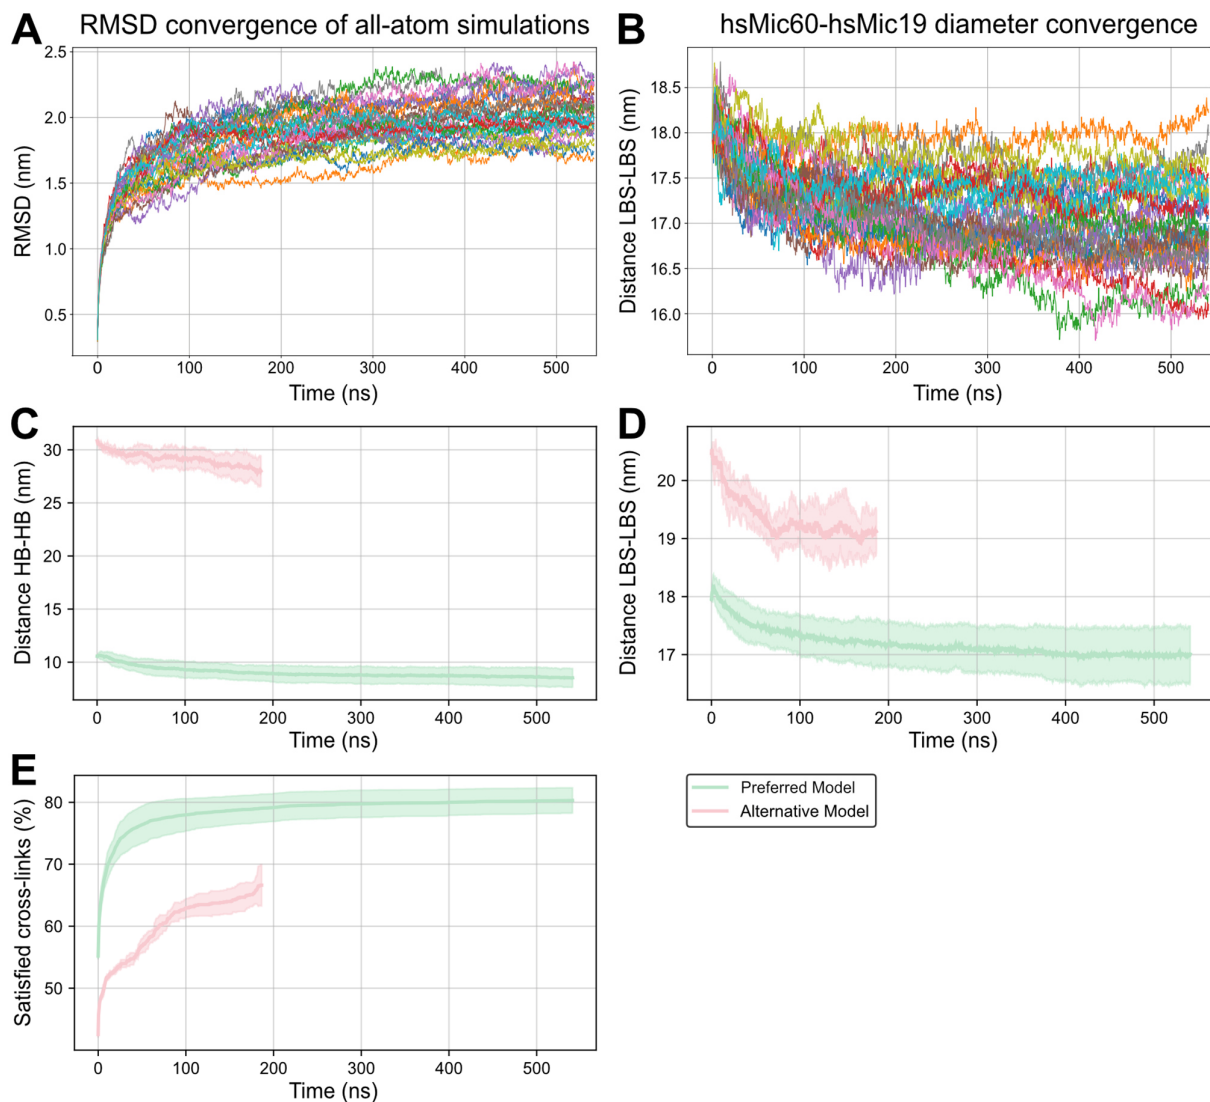 A
RMSD convergence of all-atom simulations
RMSD (nm)
2.5
2.0
1.5
1.0
0.5
0 100 200 300 400 500
Time (ns)
B
hsMic60-hsMic19 diameter convergence
Distance LBS-LBS (nm)
18.5
18.0
17.5
17.0
16.5
16.0
0 100 200 300 400 500
Time (ns)
C
Distance HB-HB (nm)
30
25
20
15
10
0 100 200 300 400 500
Time (ns)
D
Distance LBS-LBS (nm)
20
19
18
17
0 100 200 300 400 500
Time (ns)
E
Satisfied cross-links (%)
80
70
60
50
0 100 200 300 400 500
Time (ns)
Preferred Model
Alternative Model